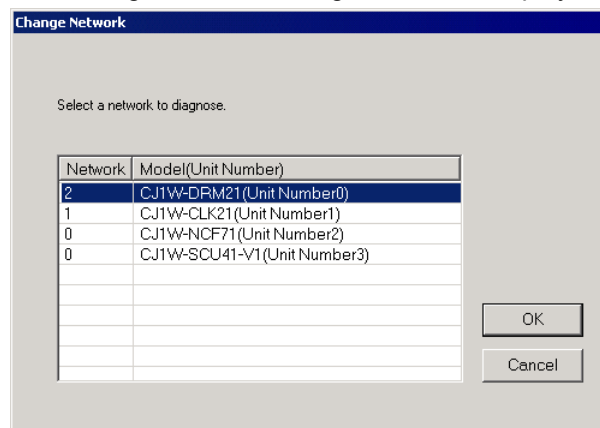 Change Network
Select a network to diagnose.
Network Model(Unit Number)
2 CJ1W-DRM21(Unit Number0)
1 CJ1W-CLK21(Unit Number1)
0 CJ1W-NCF71(Unit Number2)
0 CJ1W-SCU41-V1(Unit Number3)
OK
Cancel